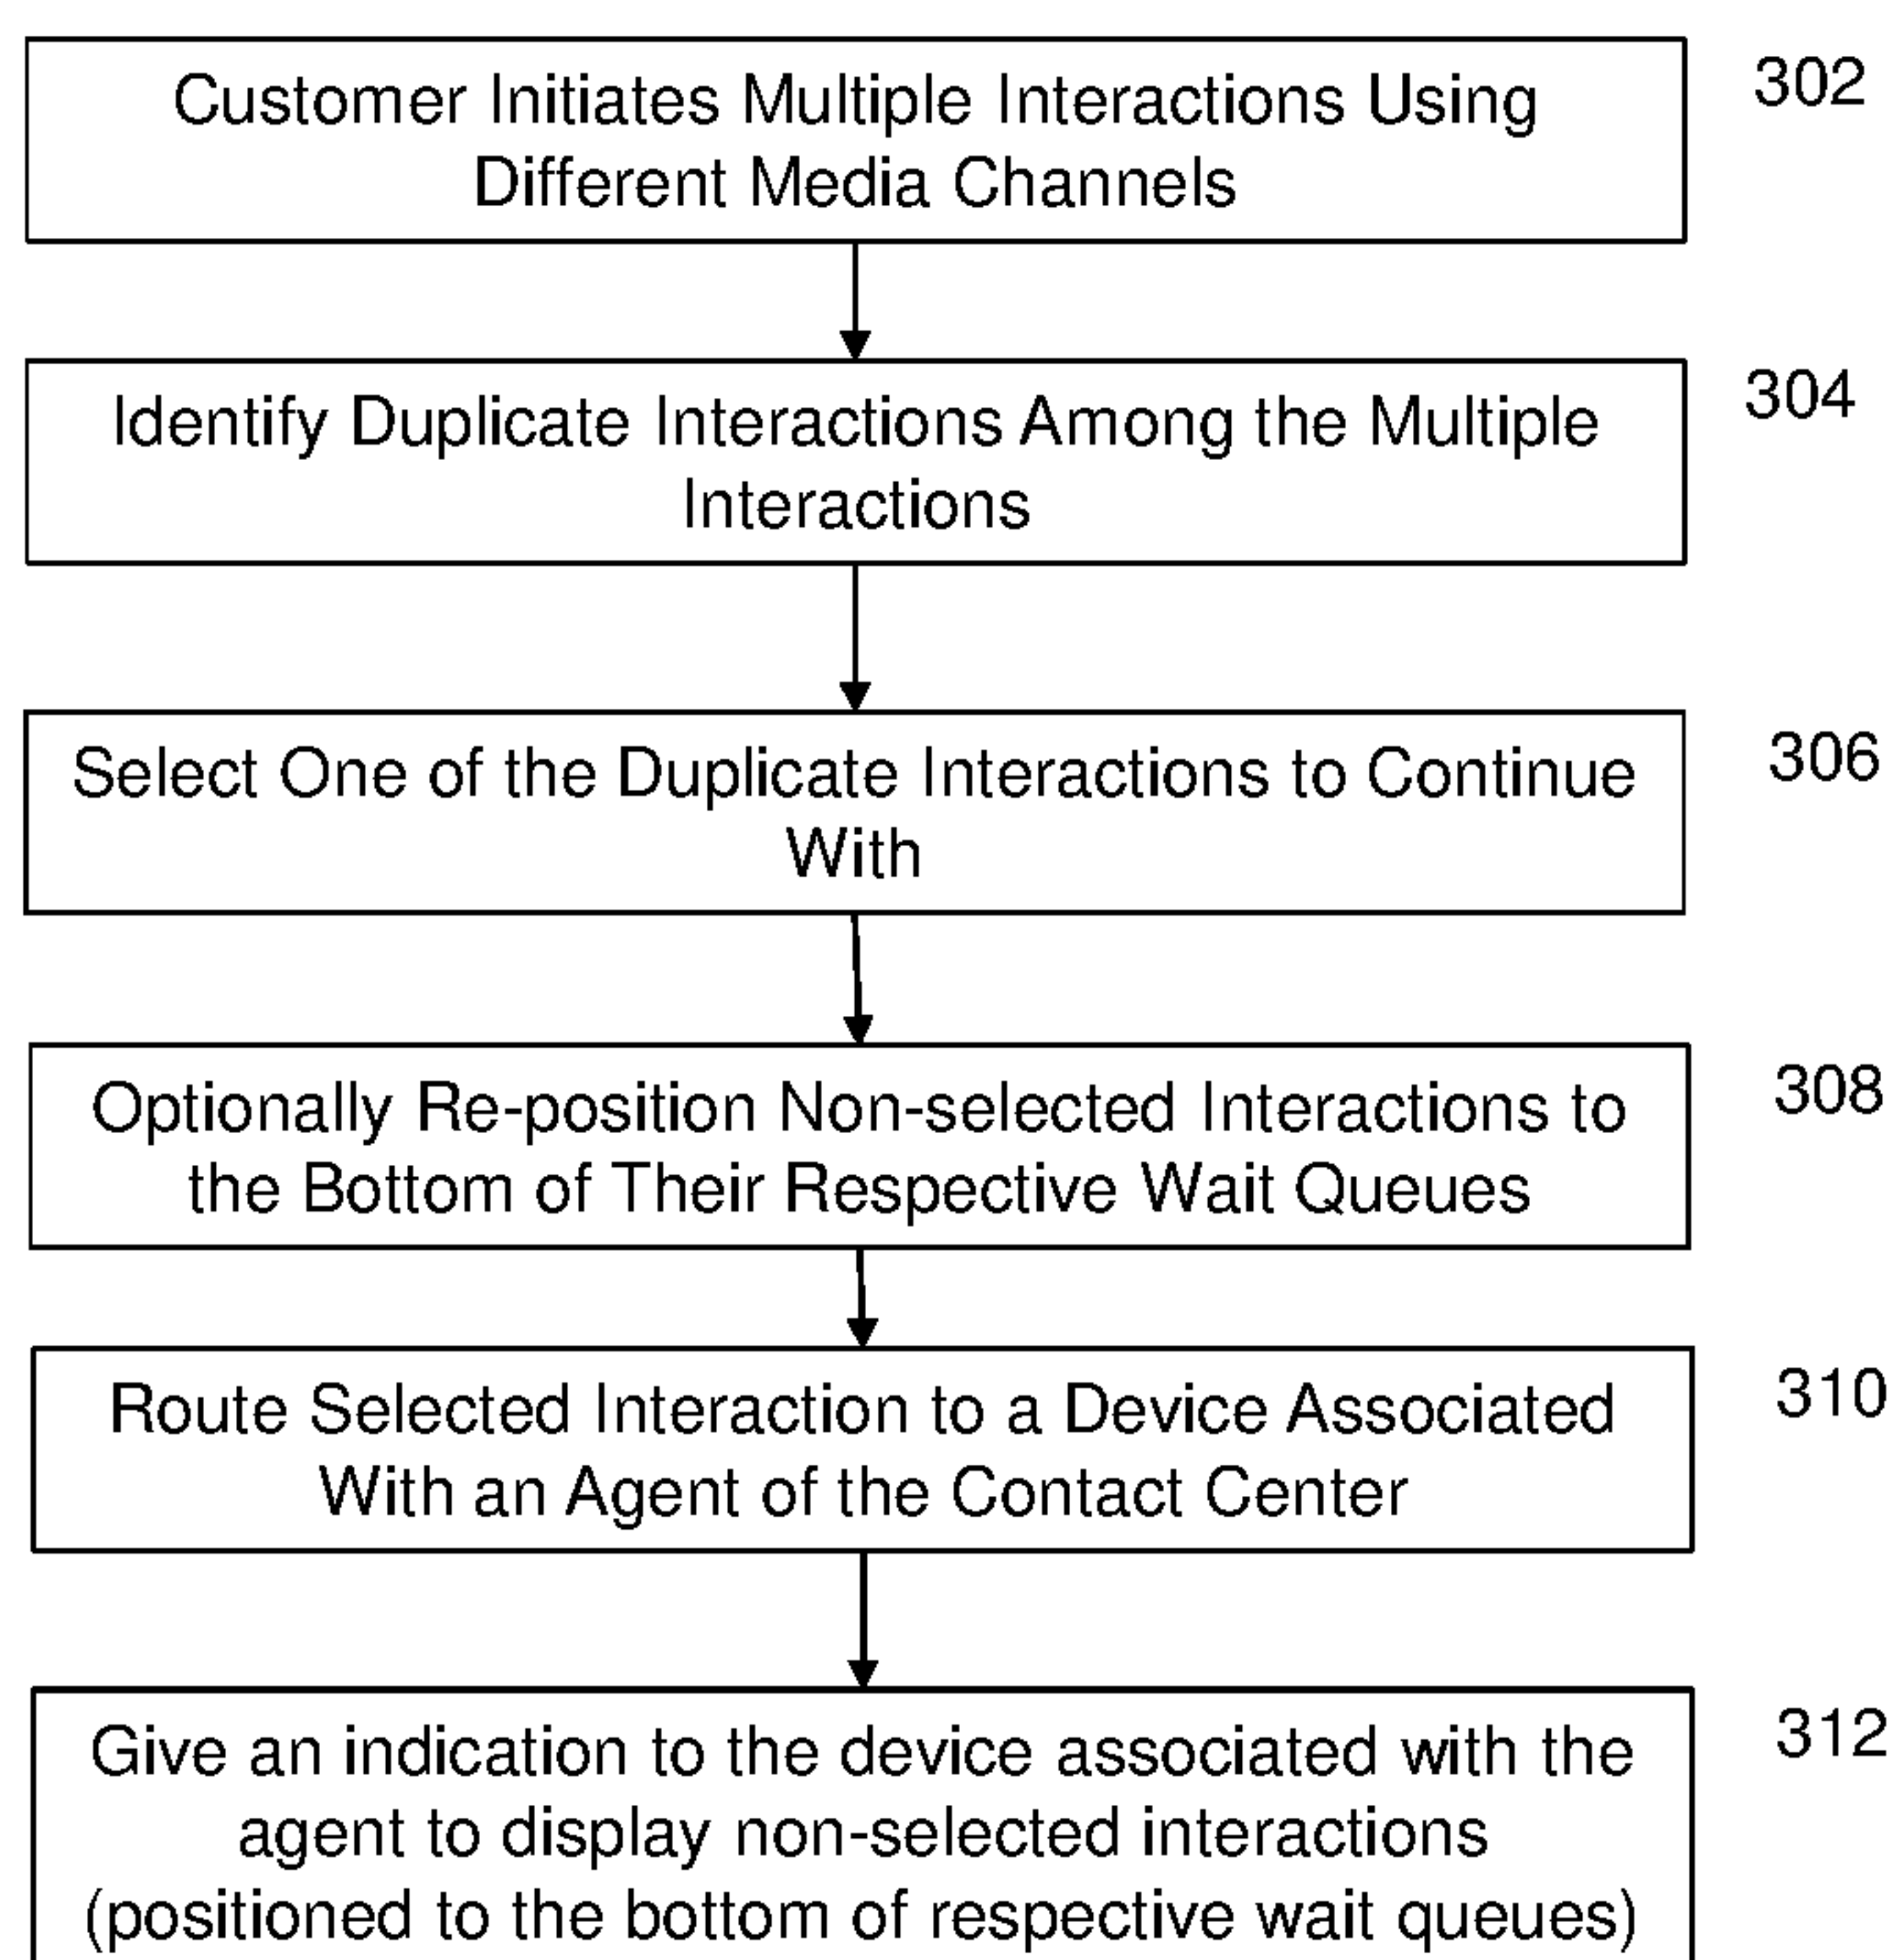 Customer Initiates Multiple Interactions Using
Different Media Channels
302
Identify Duplicate Interactions Among the Multiple
Interactions
304
Select One of the Duplicate Interactions to Continue
With
306
Optionally Re-position Non-selected Interactions to
the Bottom of Their Respective Wait Queues
308
Route Selected Interaction to a Device Associated
With an Agent of the Contact Center
310
Give an indication to the device associated with the
agent to display non-selected interactions
(positioned to the bottom of respective wait queues)
312